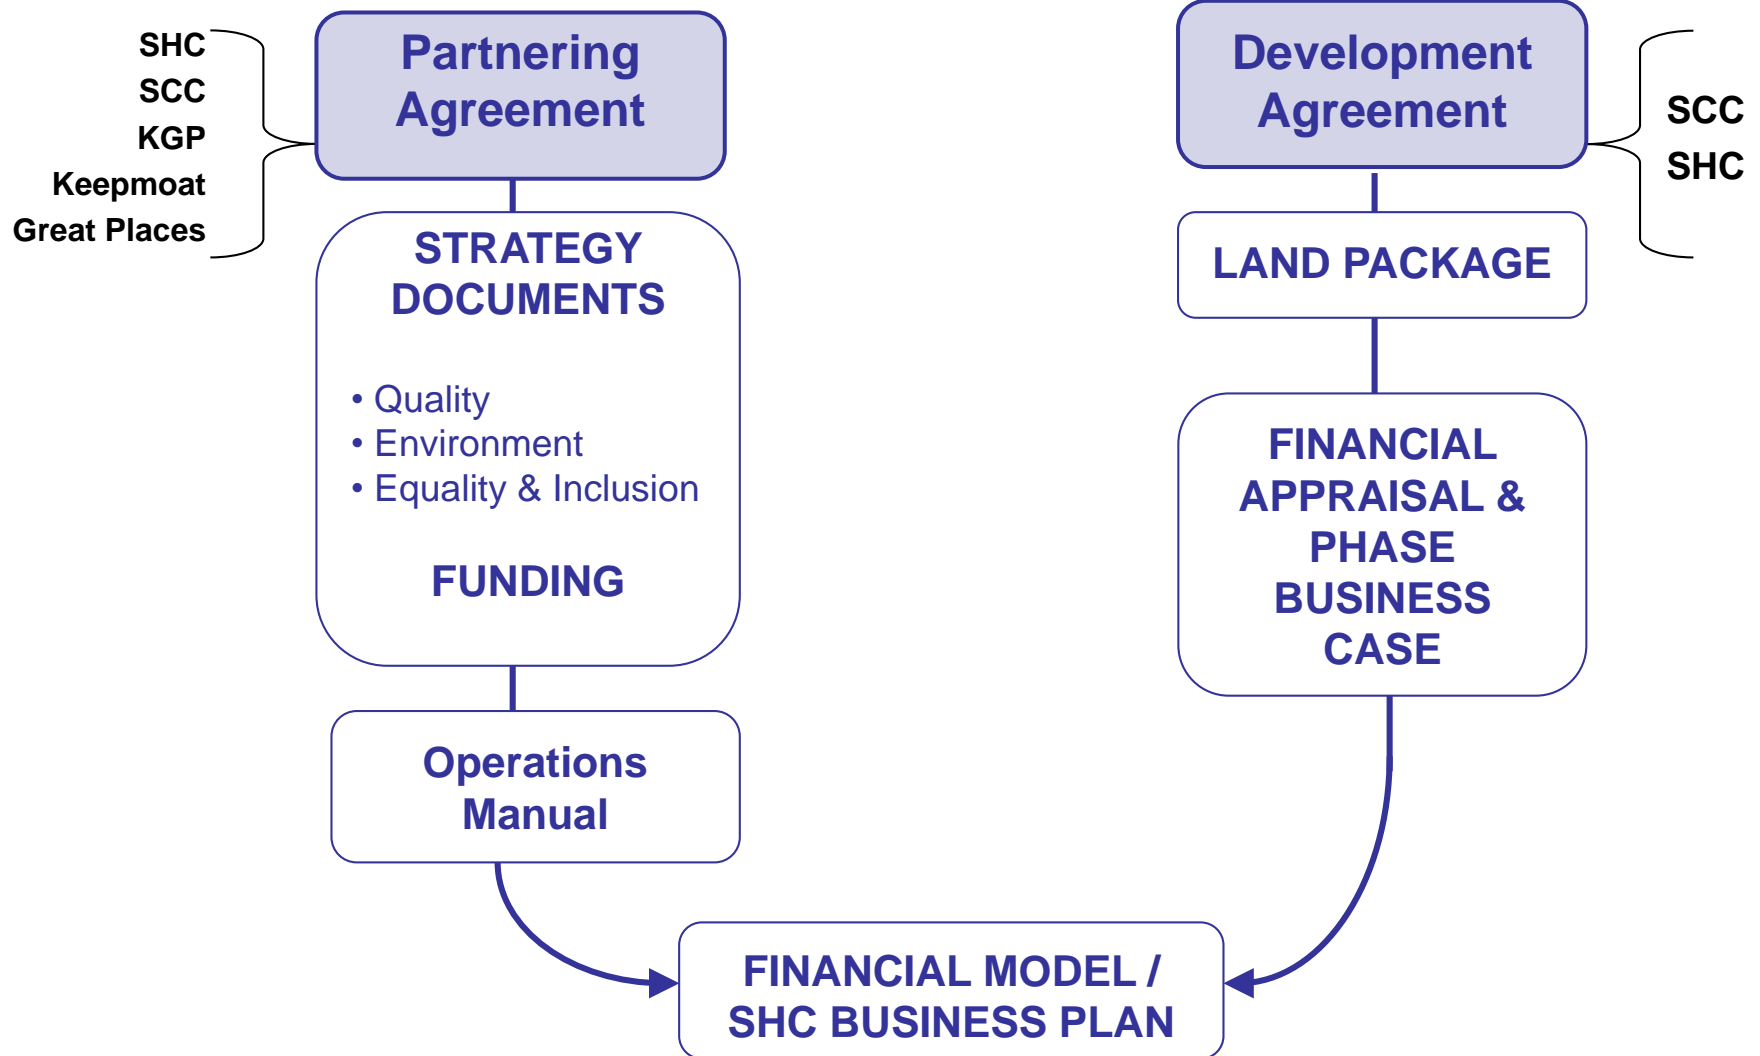 SHC
SCC
KGP
Keepmoat
Great Places
Partnering
Agreement
STRATEGY
DOCUMENTS
• Quality
• Environment
• Equality & Inclusion
FUNDING
Operations
Manual
Development
Agreement
SCC
SHC
LAND PACKAGE
FINANCIAL
APPRAISAL &
PHASE
BUSINESS
CASE
FINANCIAL MODEL /
SHC BUSINESS PLAN